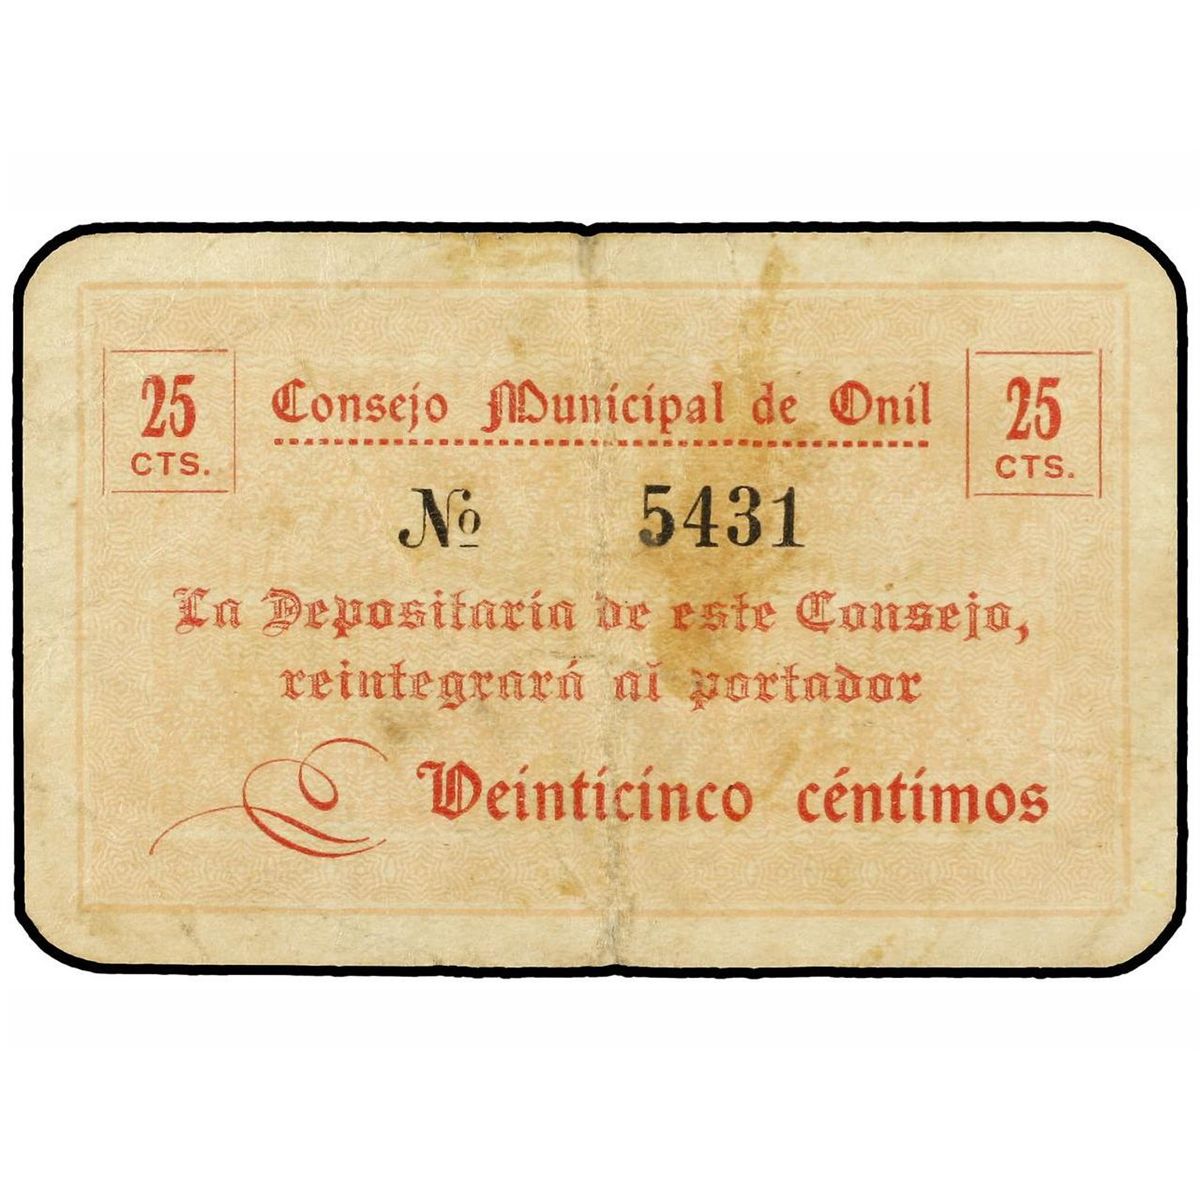 25 CTS.
Consejo Municipal de Onil
25 CTS.
No 5431
La Depositaría de este Consejo,
reintegrará al portador
Veinticinco céntimos